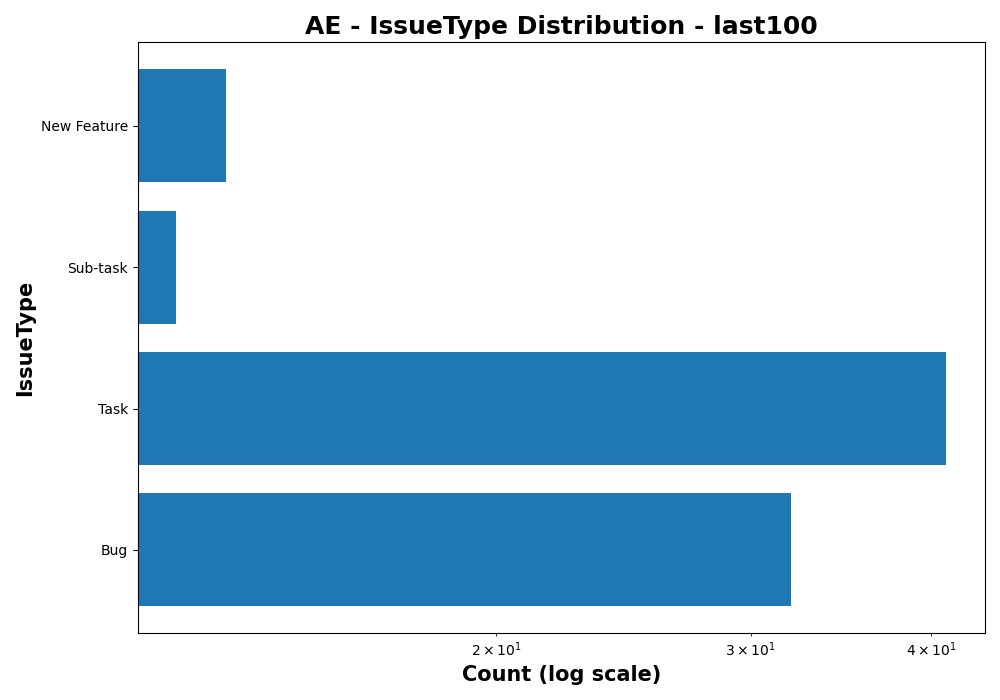 AE - IssueType Distribution - last100
New Feature
Sub-task
Task
Bug
IssueType
2 × 10¹
3 × 10¹
4 × 10¹
Count (log scale)